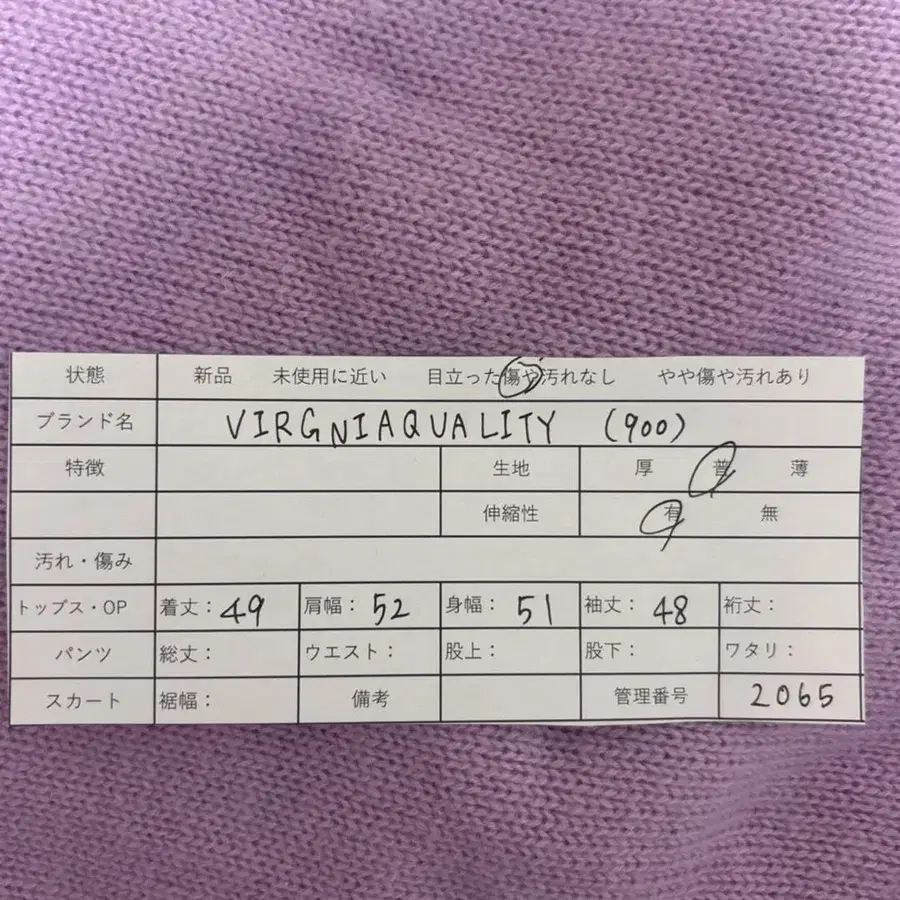 状態 新品 未使用に近い 目立った傷や汚れなし やや傷や汚れあり
ブランド名 VIRGNIAQUALITY (900)
特徴 生地 厚 普 薄
伸縮性 有 無
汚れ・傷み
トップス・OP 着丈: 49 肩幅: 52 身幅: 51 袖丈: 48 裄丈:
パンツ 総丈: ウエスト: 股上: 股下: ワタリ:
スカート 裾幅: 備考 管理番号 2065